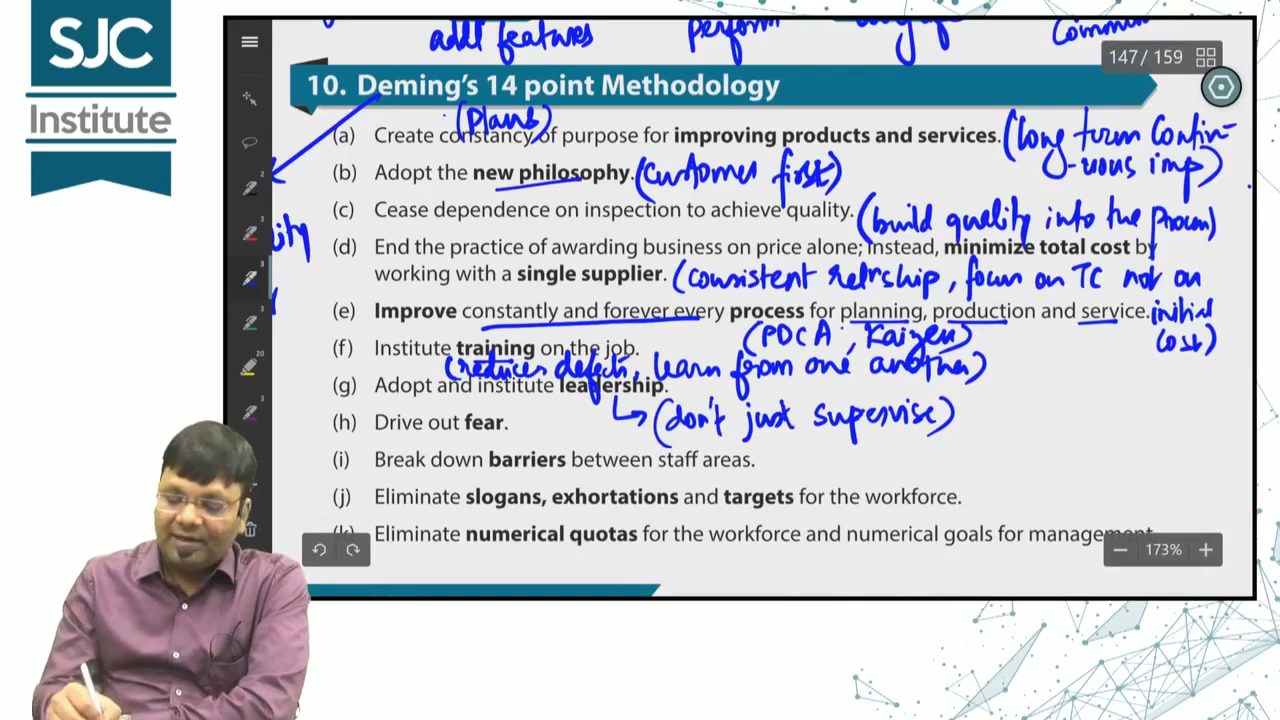 SJC
Institute
147 / 159
add features perform
10. Deming's 14 point Methodology
(Plans)
(a) Create constancy of purpose for improving products and services. (long term contin-
-uous imp)
(b) Adopt the new philosophy. (customer first)
(c) Cease dependence on inspection to achieve quality. (build quality into the process)
(d) End the practice of awarding business on price alone; instead, minimize total cost by
working with a single supplier. (consistent relnship, focus on TC not on
initial
cost)
(e) Improve constantly and forever every process for planning, production and service.
(PDCA, Kaizen)
(f) Institute training on the job.
(reduces defects, learn from one another)
(g) Adopt and institute leadership.
(don't just supervise)
(h) Drive out fear.
(i) Break down barriers between staff areas.
(j) Eliminate slogans, exhortations and targets for the workforce.
(k) Eliminate numerical quotas for the workforce and numerical goals for management.
173%